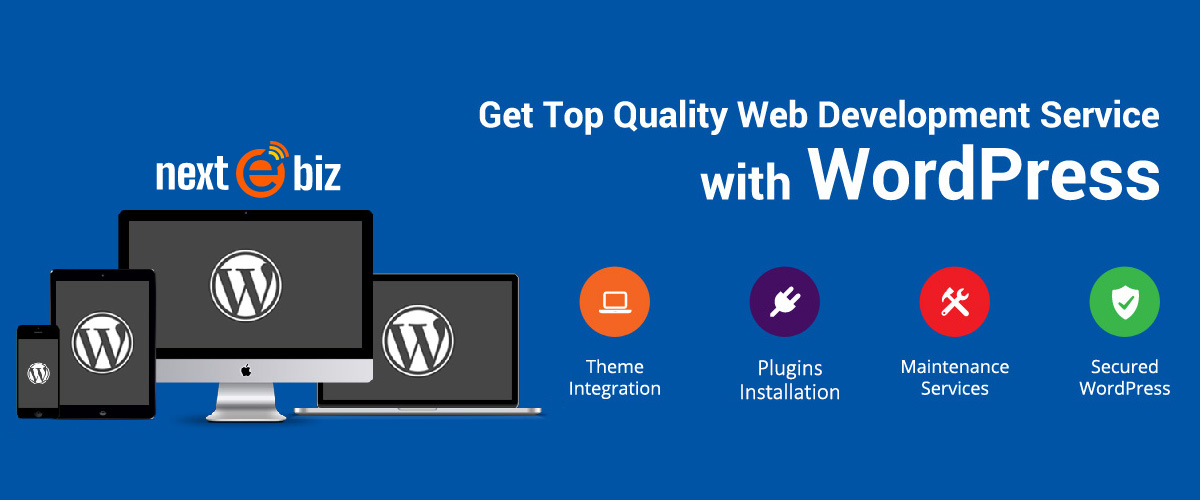 Get Top Quality Web Development Service
with WordPress
next e biz
Theme
Integration
Plugins
Installation
Maintenance
Services
Secured
WordPress